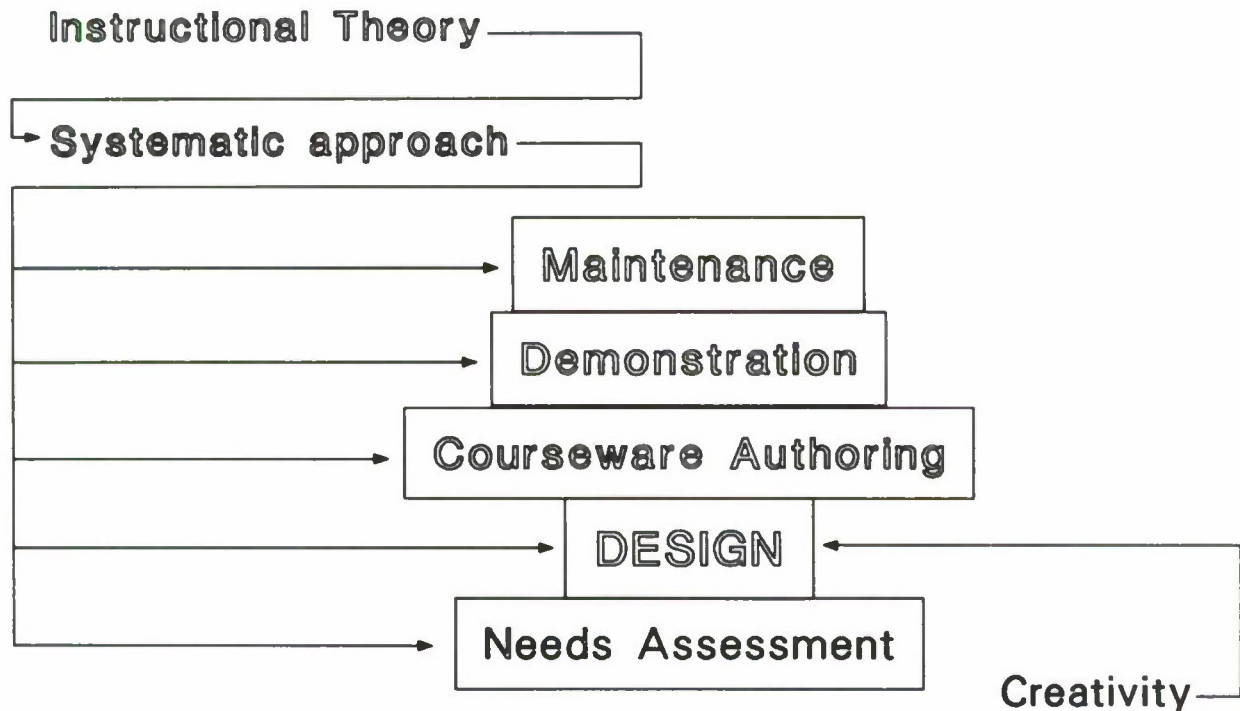 Instructional Theory
Systematic approach
Maintenance
Demonstration
Courseware Authoring
DESIGN
Needs Assessment
Creativity